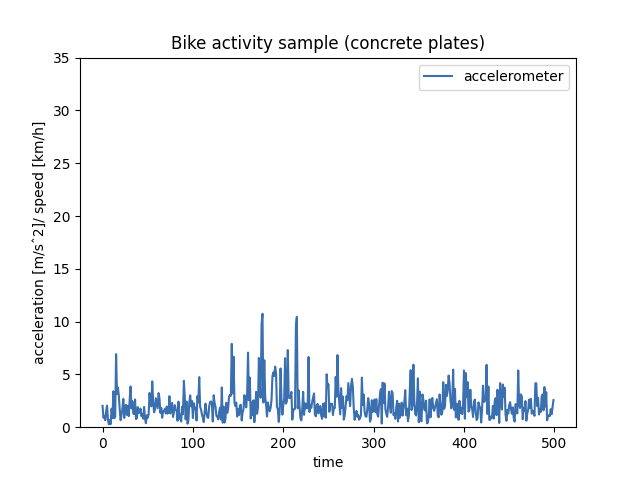 Bike activity sample (concrete plates)
accelerometer
35
30
25
20
15
10
5
0
acceleration [m/sˆ2]/ speed [km/h]
0 100 200 300 400 500
time